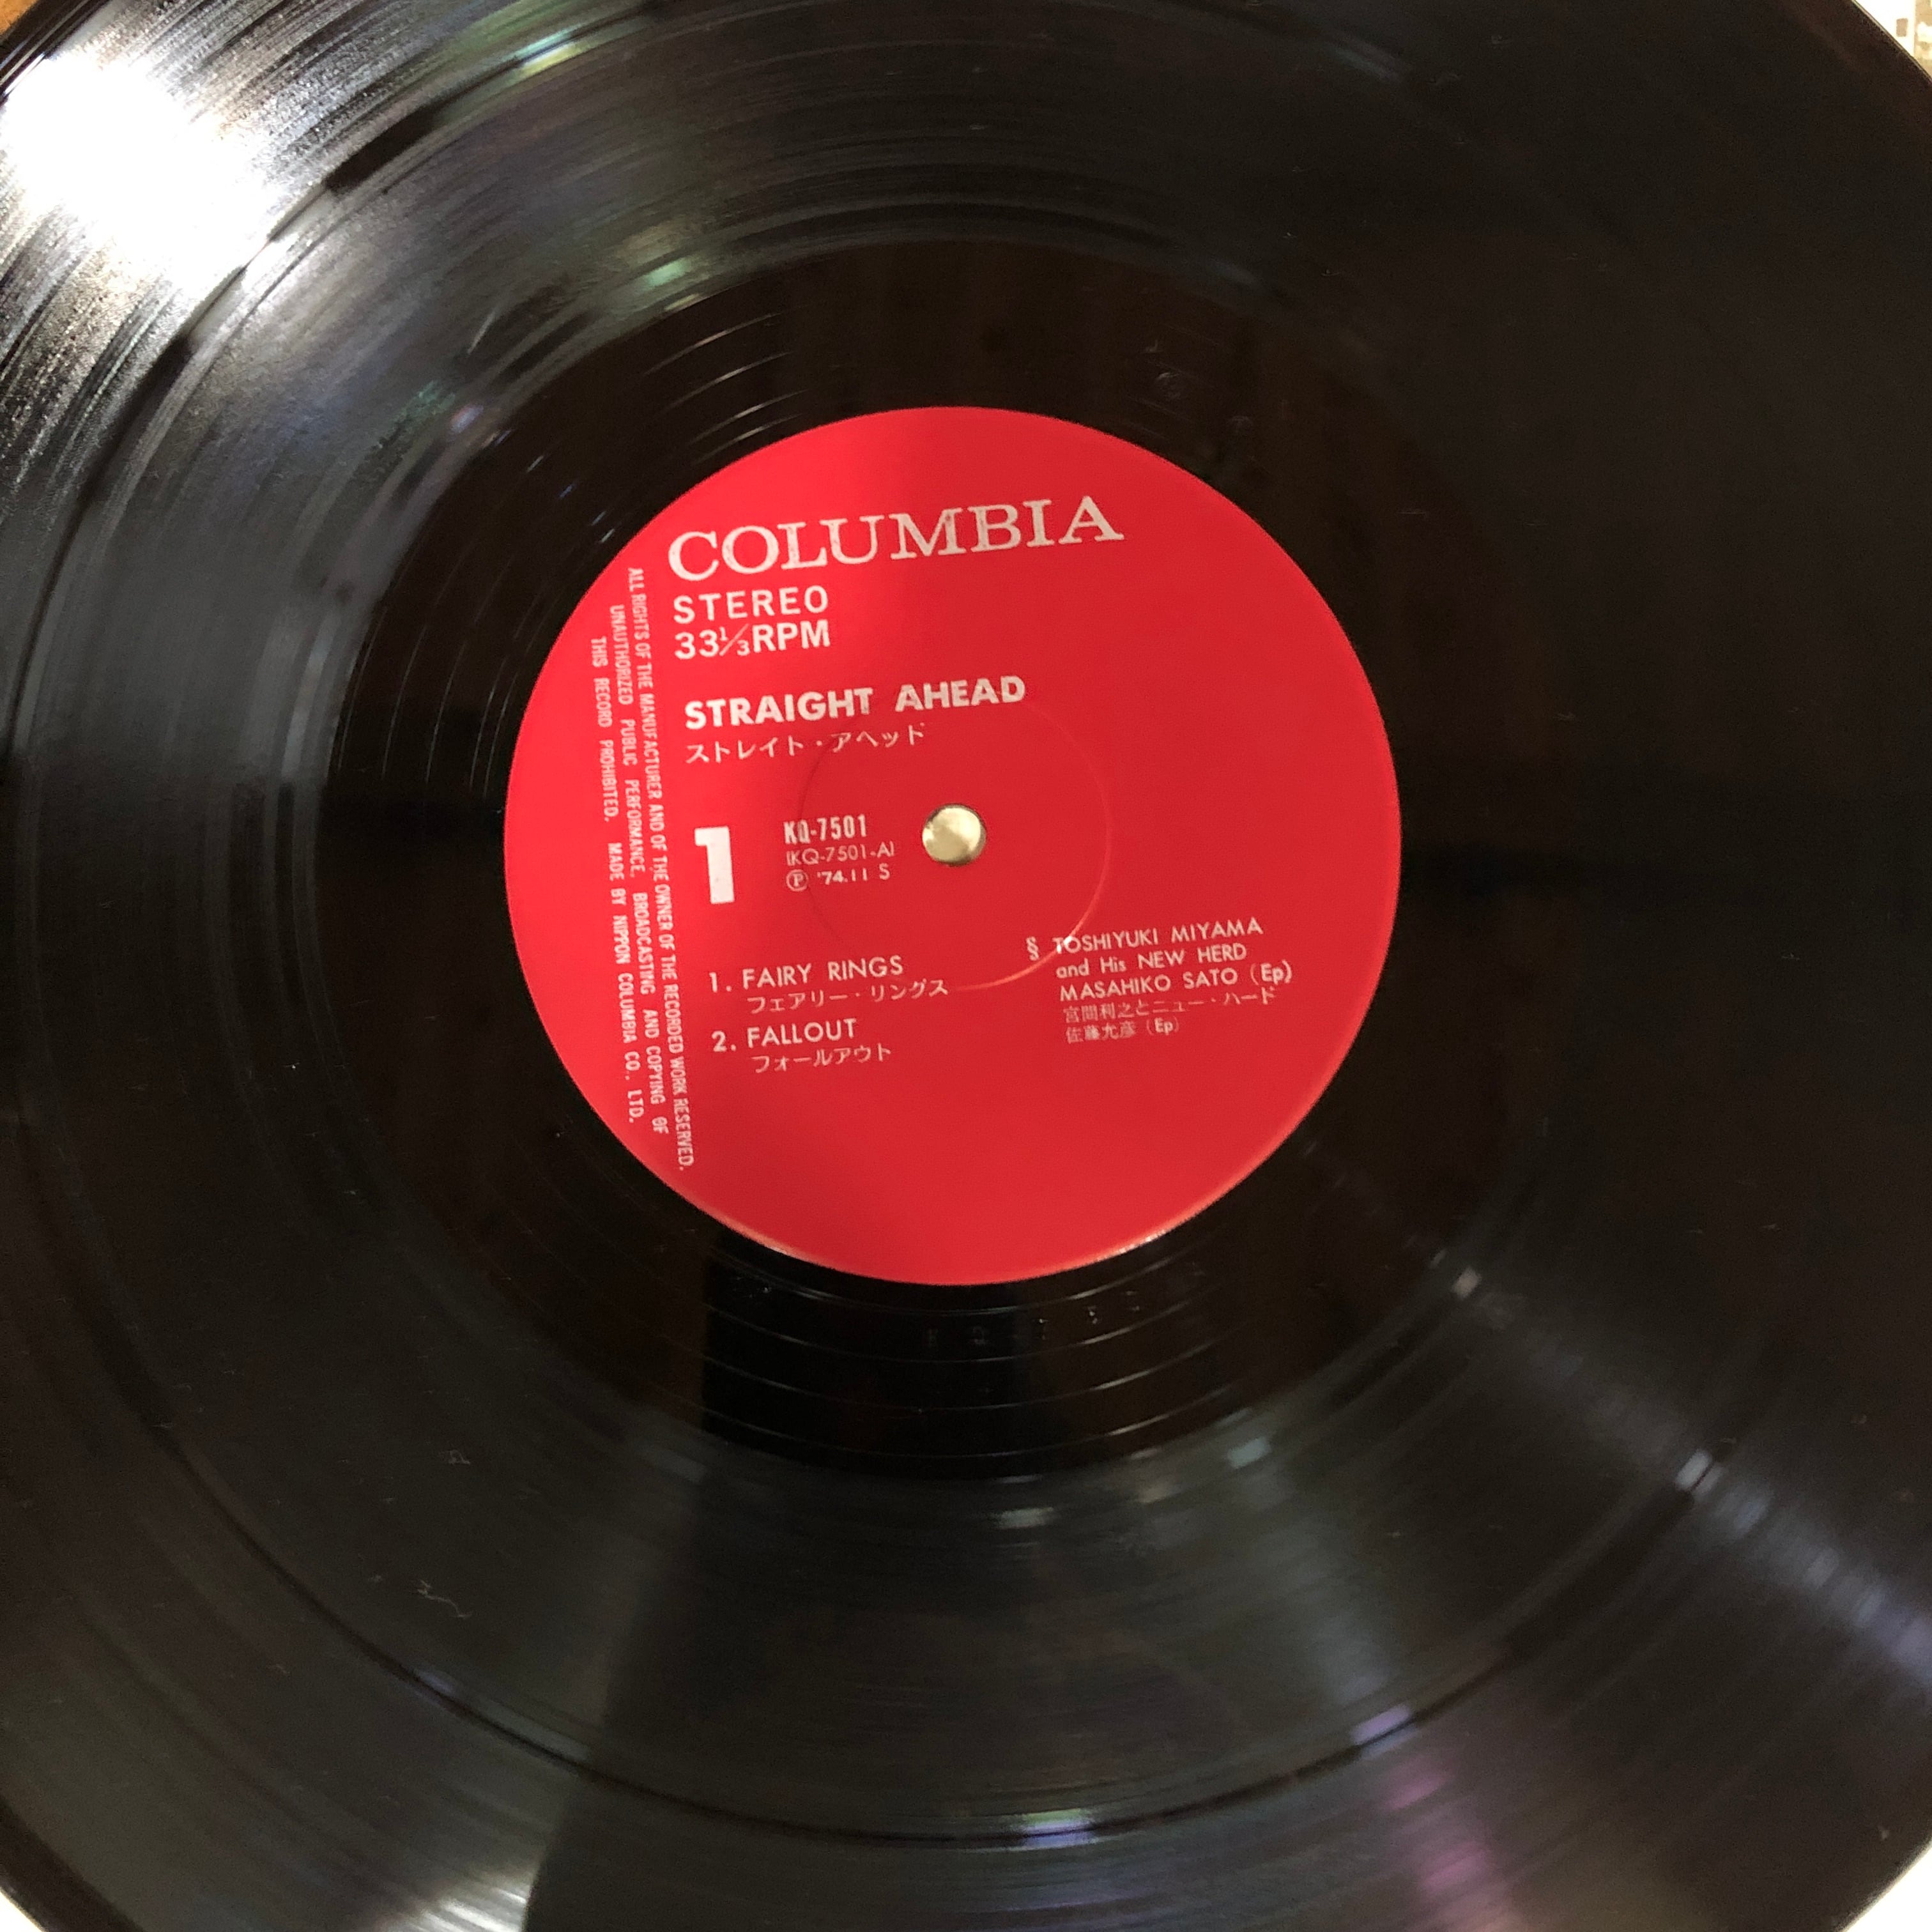 COLUMBIA
STEREO
33⅓RPM
STRAIGHT AHEAD
ストレイト・アヘッド
1
KQ-7501
(KQ-7501-A)
Ⓟ '74.11 S
1. FAIRY RINGS
フェアリー・リングス
2. FALLOUT
フォールアウト
§ TOSHIYUKI MIYAMA
and His NEW HERD
MASAHIKO SATO (Ep)
宮間利之とニュー・ハード
佐藤允彦 (Ep)
ALL RIGHTS OF THE MANUFACTURER AND OF THE OWNER OF THE RECORDED WORK RESERVED.
UNAUTHORIZED PUBLIC PERFORMANCE, BROADCASTING AND COPYING OF
THIS RECORD PROHIBITED. MADE BY NIPPON COLUMBIA CO., LTD.